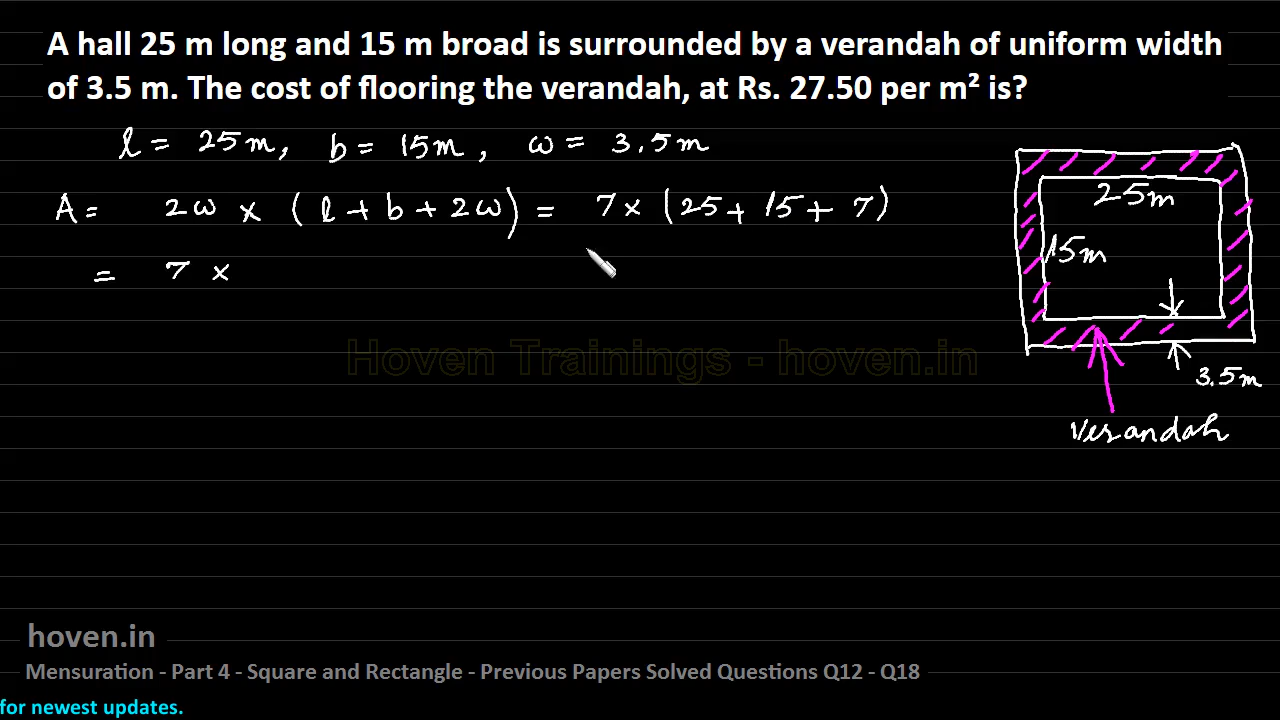 A hall 25 m long and 15 m broad is surrounded by a verandah of uniform width
of 3.5 m. The cost of flooring the verandah, at Rs. 27.50 per m² is?
l = 25m, b = 15m, ω = 3.5m
A = 2ω × (l + b + 2ω) = 7 × (25 + 15 + 7)
= 7 ×
25m
15m
3.5m
Verandah
Hoven Trainings - hoven.in
hoven.in
Mensuration - Part 4 - Square and Rectangle - Previous Papers Solved Questions Q12 - Q18
for newest updates.